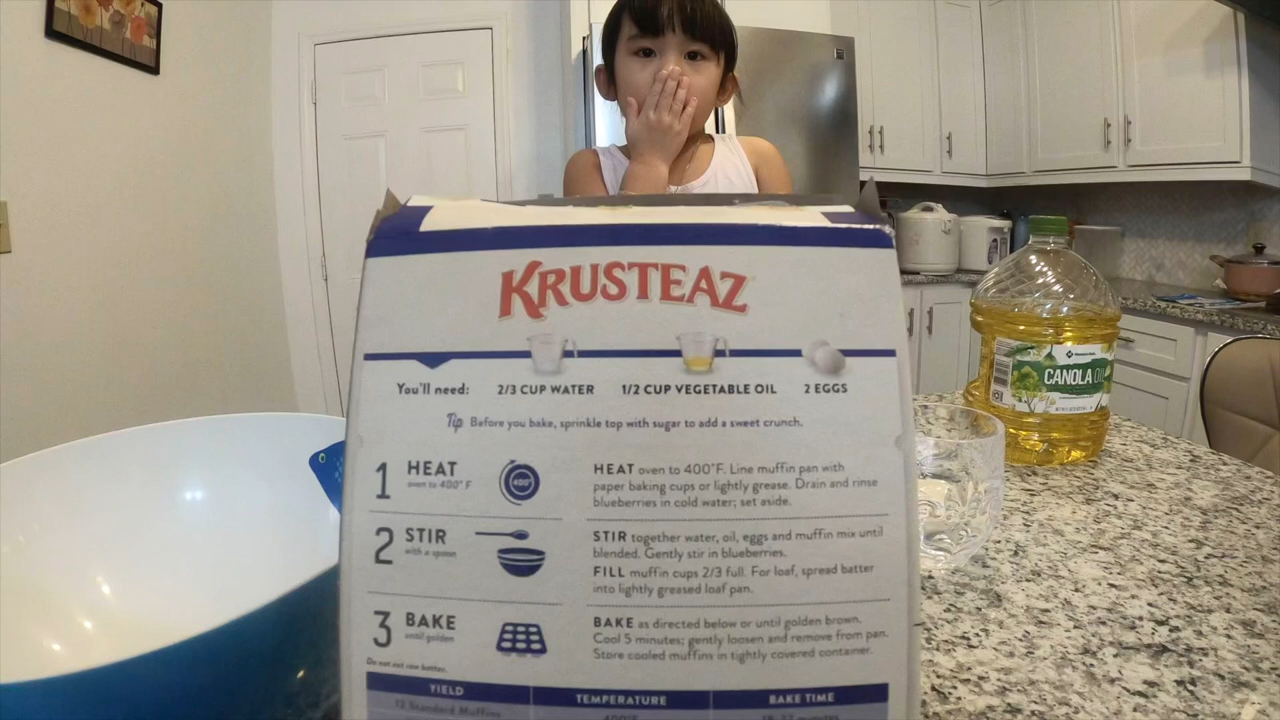 KRUSTEAZ
You'll need: 2/3 CUP WATER 1/2 CUP VEGETABLE OIL 2 EGGS
Tip Before you bake, sprinkle top with sugar to add a sweet crunch.
1 HEAT
oven to 400° F
400°
HEAT oven to 400°F. Line muffin pan with
paper baking cups or lightly grease. Drain and rinse
blueberries in cold water; set aside.
2 STIR
with a spoon
STIR together water, oil, eggs and muffin mix until
blended. Gently stir in blueberries.
FILL muffin cups 2/3 full. For loaf, spread batter
into lightly greased loaf pan.
3 BAKE
until golden
BAKE as directed below or until golden brown.
Cool 5 minutes; gently loosen and remove from pan.
Store cooled muffins in tightly covered container.
Do not eat raw batter.
YIELD TEMPERATURE BAKE TIME
12 Standard Muffins 400°F minutes
CANOLA OIL